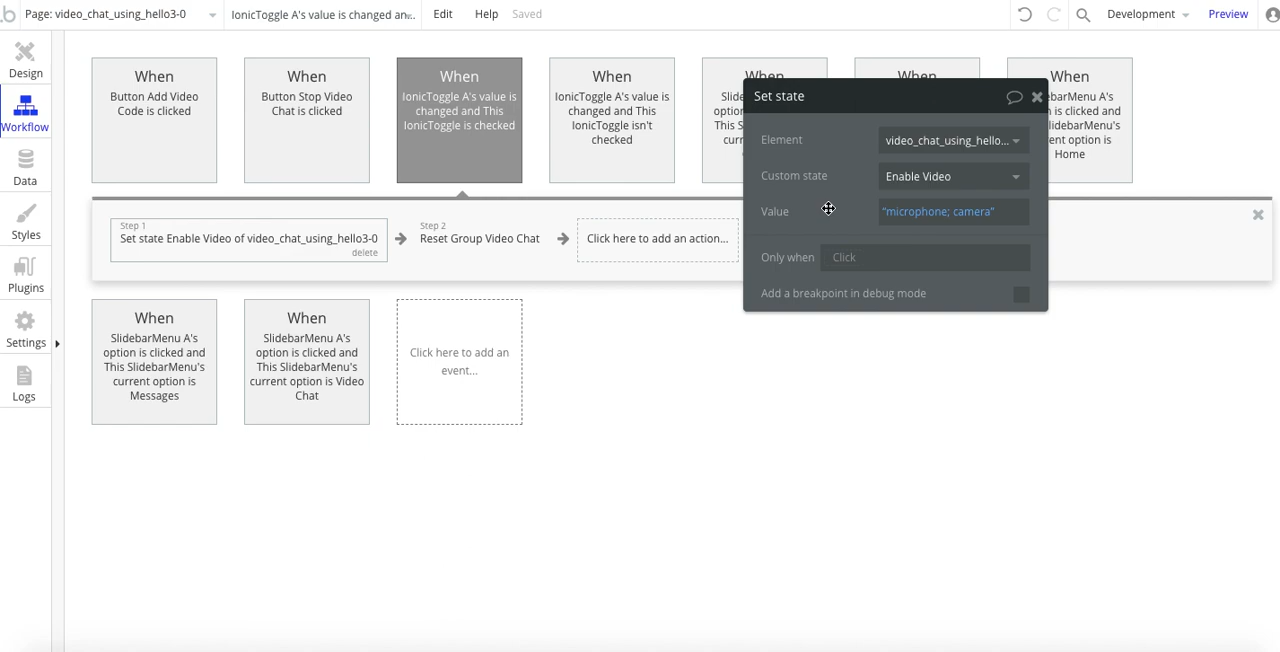 .b
Page: video_chat_using_hello3-0
IonicToggle A's value is changed an...
Edit
Help
Saved
Development
Preview
Design
Workflow
Data
Styles
Plugins
Settings
Logs
When
Button Add Video
Code is clicked
When
Button Stop Video
Chat is clicked
When
IonicToggle A's value is
changed and This
IonicToggle is checked
When
IonicToggle A's value is
changed and This
IonicToggle isn't
checked
When
When
When
is clicked and
current option is
Home
Step 1
Set state Enable Video of video_chat_using_hello3-0
delete
Step 2
Reset Group Video Chat
Click here to add an action...
Set state
Element
video_chat_using_hello...
Custom state
Enable Video
Value
"microphone; camera"
Only when
Click
Add a breakpoint in debug mode
When
SlidebarMenu A's
option is clicked and
This SlidebarMenu's
current option is
Messages
When
SlidebarMenu A's
option is clicked and
This SlidebarMenu's
current option is Video
Chat
Click here to add an
event...